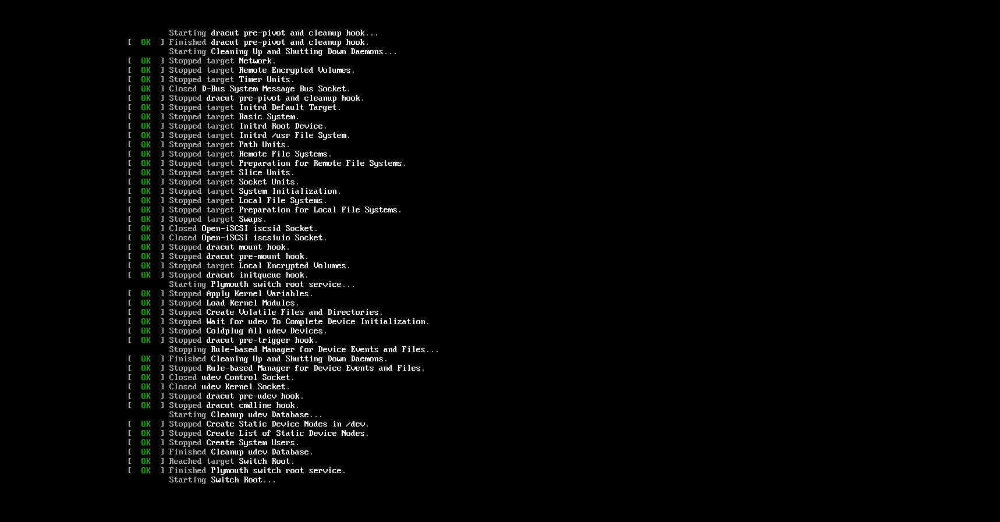 Starting dracut pre-pivot and cleanup hook...
[  OK  ] Finished dracut pre-pivot and cleanup hook.
Starting Cleaning Up and Shutting Down Daemons...
[  OK  ] Stopped target Network.
[  OK  ] Stopped target Remote Encrypted Volumes.
[  OK  ] Stopped target Timer Units.
[  OK  ] Closed D-Bus System Message Bus Socket.
[  OK  ] Stopped dracut pre-pivot and cleanup hook.
[  OK  ] Stopped target Initrd Default Target.
[  OK  ] Stopped target Basic System.
[  OK  ] Stopped target Initrd Root Device.
[  OK  ] Stopped target Initrd /usr File System.
[  OK  ] Stopped target Path Units.
[  OK  ] Stopped target Remote File Systems.
[  OK  ] Stopped target Preparation for Remote File Systems.
[  OK  ] Stopped target Slice Units.
[  OK  ] Stopped target Socket Units.
[  OK  ] Stopped target System Initialization.
[  OK  ] Stopped target Local File Systems.
[  OK  ] Stopped target Preparation for Local File Systems.
[  OK  ] Stopped target Swaps.
[  OK  ] Closed Open-iSCSI iscsid Socket.
[  OK  ] Closed Open-iSCSI iscsiuio Socket.
[  OK  ] Stopped dracut mount hook.
[  OK  ] Stopped dracut pre-mount hook.
[  OK  ] Stopped target Local Encrypted Volumes.
[  OK  ] Stopped dracut initqueue hook.
Starting Plymouth switch root service...
[  OK  ] Stopped Apply Kernel Variables.
[  OK  ] Stopped Load Kernel Modules.
[  OK  ] Stopped Create Volatile Files and Directories.
[  OK  ] Stopped Wait for udev To Complete Device Initialization.
[  OK  ] Stopped Coldplug All udev Devices.
[  OK  ] Stopped dracut pre-trigger hook.
Stopping Rule-based Manager for Device Events and Files...
[  OK  ] Finished Cleaning Up and Shutting Down Daemons.
[  OK  ] Stopped Rule-based Manager for Device Events and Files.
[  OK  ] Closed udev Control Socket.
[  OK  ] Closed udev Kernel Socket.
[  OK  ] Stopped dracut pre-udev hook.
[  OK  ] Stopped dracut cmdline hook.
Starting Cleanup udev Database...
[  OK  ] Stopped Create Static Device Nodes in /dev.
[  OK  ] Stopped Create List of Static Device Nodes.
[  OK  ] Stopped Create System Users.
[  OK  ] Finished Cleanup udev Database.
[  OK  ] Reached target Switch Root.
[  OK  ] Finished Plymouth switch root service.
Starting Switch Root...